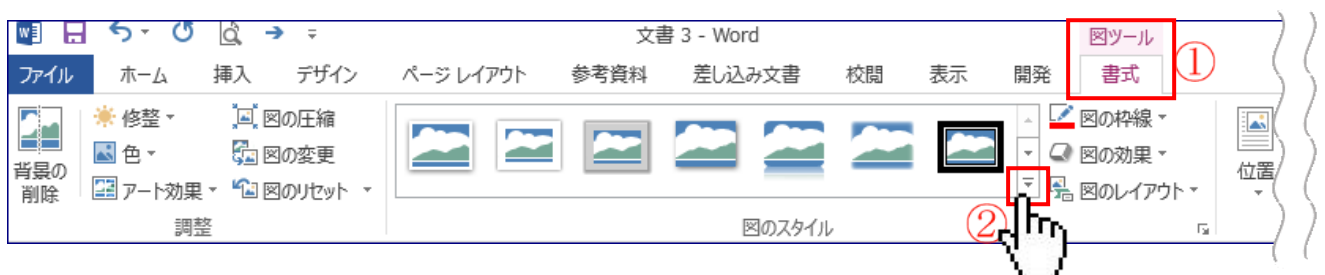 文書 3 - Word
図ツール
ファイル ホーム 挿入 デザイン ページ レイアウト 参考資料 差し込み文書 校閲 表示 開発 書式 ①
背景の
削除
修整
色
アート効果
図の圧縮
図の変更
図のリセット
調整
図のスタイル
②
図の枠線
図の効果
図のレイアウト
位置